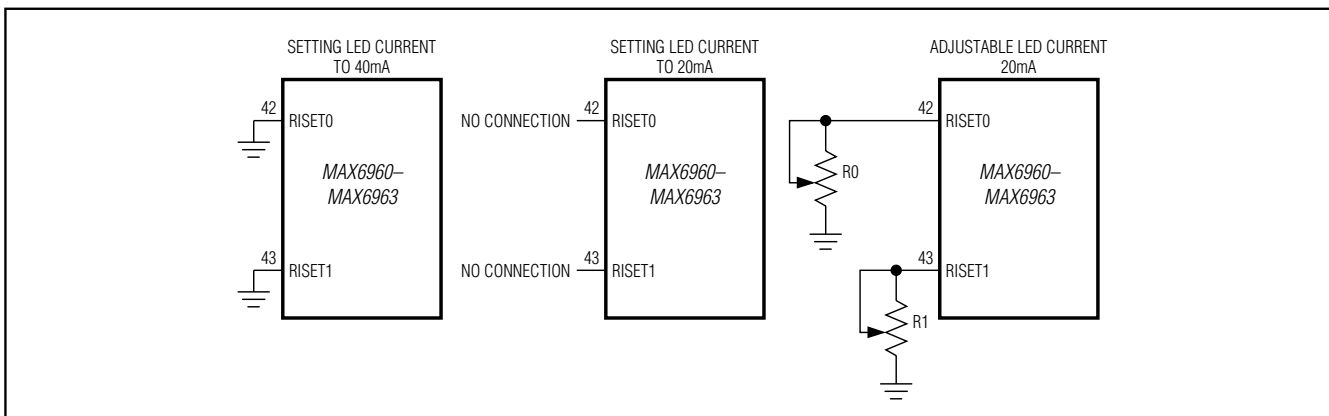 SETTING LED CURRENT
TO 40mA
42
RISET0
MAX6960–
MAX6963
43
RISET1
SETTING LED CURRENT
TO 20mA
NO CONNECTION
42
RISET0
MAX6960–
MAX6963
NO CONNECTION
43
RISET1
ADJUSTABLE LED CURRENT
20mA
42
RISET0
R0
MAX6960–
MAX6963
43
RISET1
R1